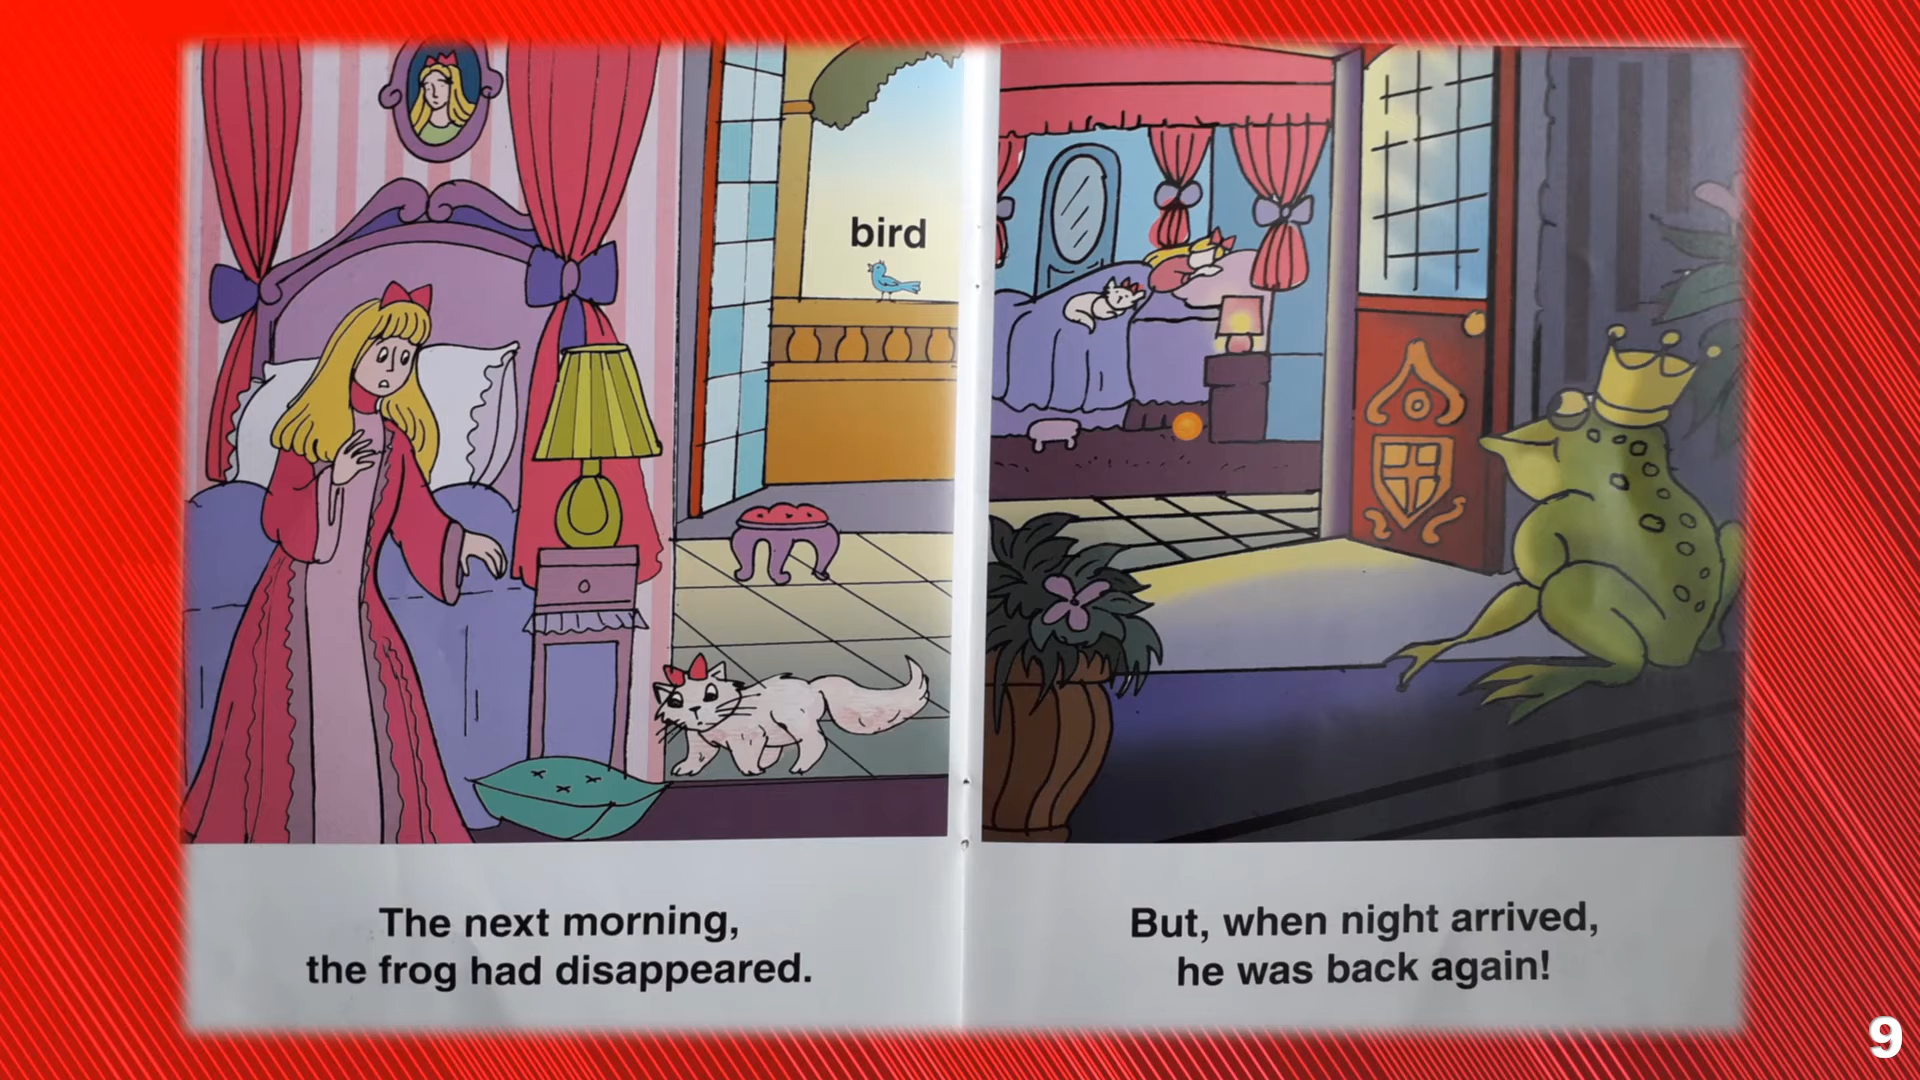 bird
The next morning,
the frog had disappeared.
But, when night arrived,
he was back again!
9